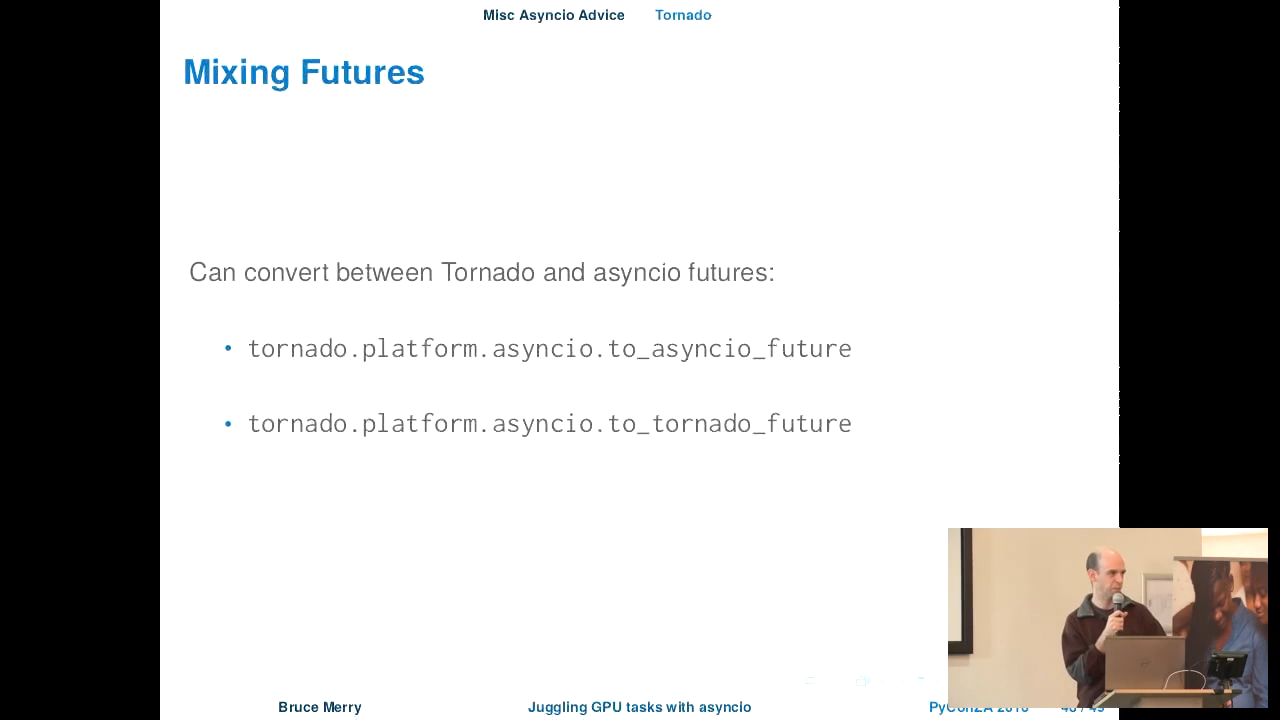 Misc Asyncio Advice Tornado
Mixing Futures
Can convert between Tornado and asyncio futures:
• tornado.platform.asyncio.to_asyncio_future
• tornado.platform.asyncio.to_tornado_future
Bruce Merry Juggling GPU tasks with asyncio